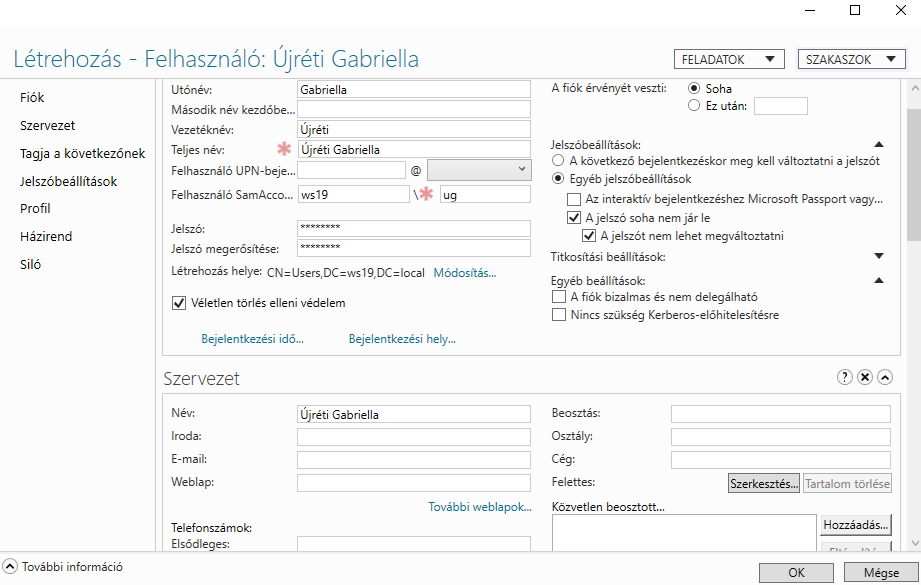 Létrehozás - Felhasználó: Újréti Gabriella
FELADATOK
SZAKASZOK
Fiók
Szervezet
Tagja a következőnek
Jelszóbeállítások
Profil
Házirend
Siló
Utónév:
Gabriella
Második név kezdőbe...
Vezetéknév:
Újréti
Teljes név:
Újréti Gabriella
Felhasználó UPN-beje...
@
Felhasználó SamAcco...
ws19
\
ug
Jelszó:
********
Jelszó megerősítése:
********
Létrehozás helye: CN=Users,DC=ws19,DC=local Módosítás...
Véletlen törlés elleni védelem
Bejelentkezési idő...
Bejelentkezési hely...
A fiók érvényét veszti:
Soha
Ez után:
Jelszóbeállítások:
A következő bejelentkezéskor meg kell változtatni a jelszót
Egyéb jelszóbeállítások
Az interaktív bejelentkezéshez Microsoft Passport vagy...
A jelszó soha nem jár le
A jelszót nem lehet megváltoztatni
Titkosítási beállítások:
Egyéb beállítások:
A fiók bizalmas és nem delegálható
Nincs szükség Kerberos-előhitelesítésre
Szervezet
Név:
Újréti Gabriella
Iroda:
E-mail:
Weblap:
További weblapok...
Telefonszámok:
Elsődleges:
Beosztás:
Osztály:
Cég:
Felettes:
Szerkesztés...
Tartalom törlése
Közvetlen beosztott...
Hozzáadás...
További információ
OK
Mégse